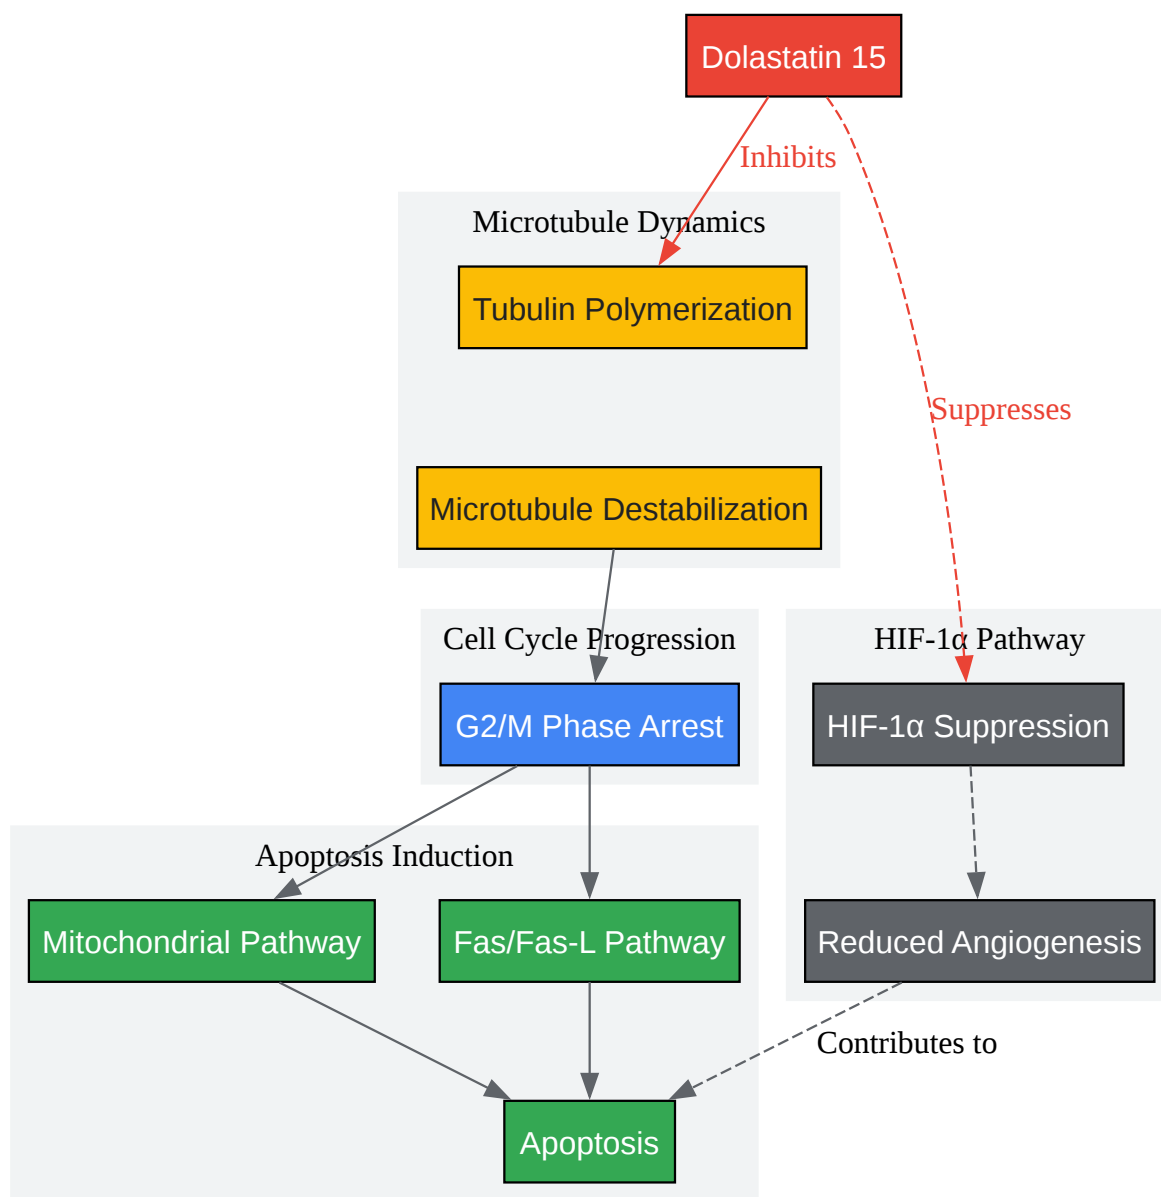 Dolastatin 15
Inhibits
Microtubule Dynamics
Tubulin Polymerization
Suppresses
Microtubule Destabilization
Cell Cycle Progression
HIF-1α Pathway
G2/M Phase Arrest
HIF-1α Suppression
Apoptosis Induction
Mitochondrial Pathway
Fas/Fas-L Pathway
Reduced Angiogenesis
Contributes to
Apoptosis